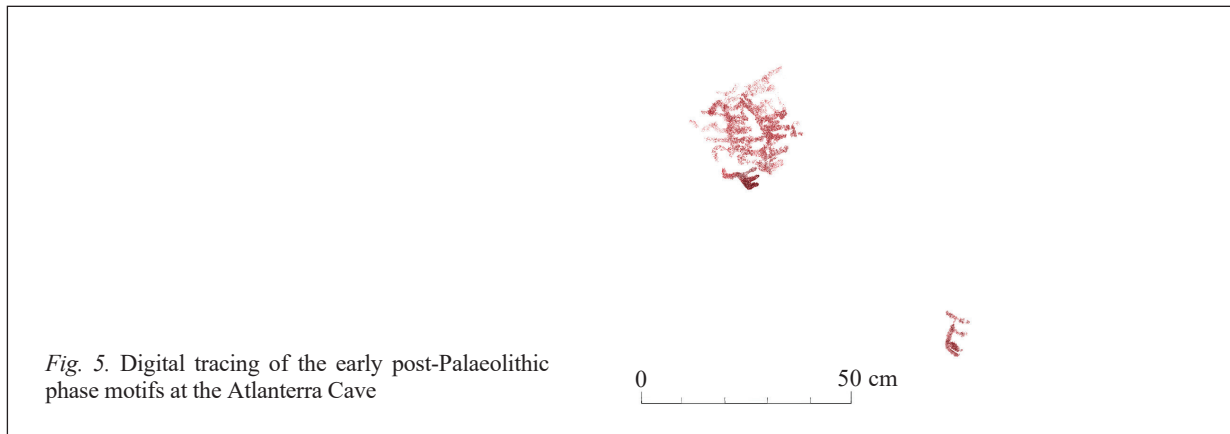 Fig. 5. Digital tracing of the early post-Palaeolithic
phase motifs at the Atlanterra Cave
0 50 cm